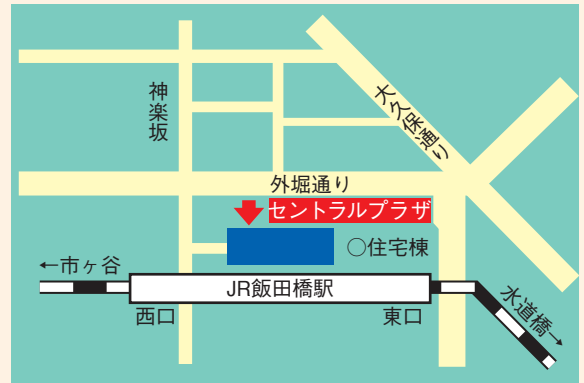 神楽坂
大久保通り
外堀通り
セントラルプラザ
○住宅棟
←市ヶ谷
JR飯田橋駅
西口
東口
水道橋→